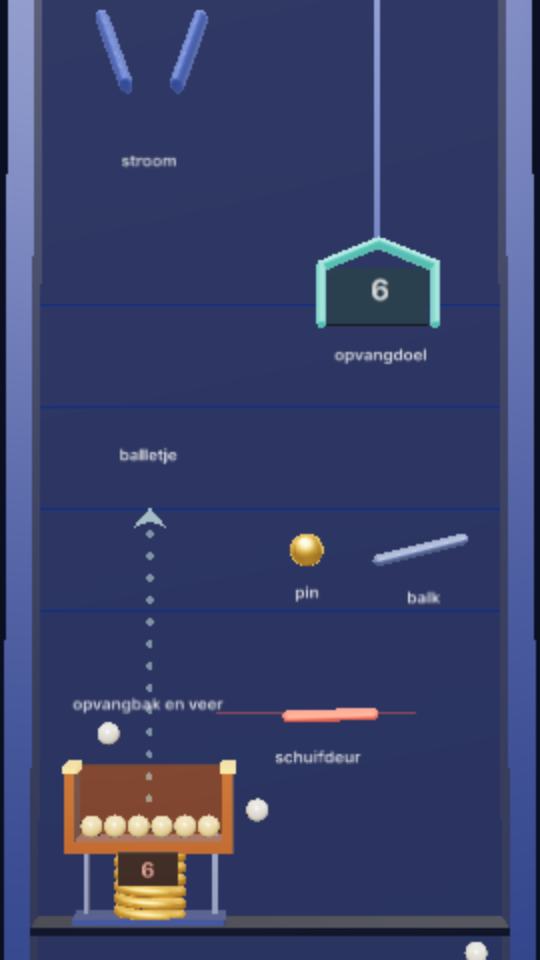 stroom
6
opvangdoel
balletje
pin
balk
opvangbak en veer
schuifdeur
6